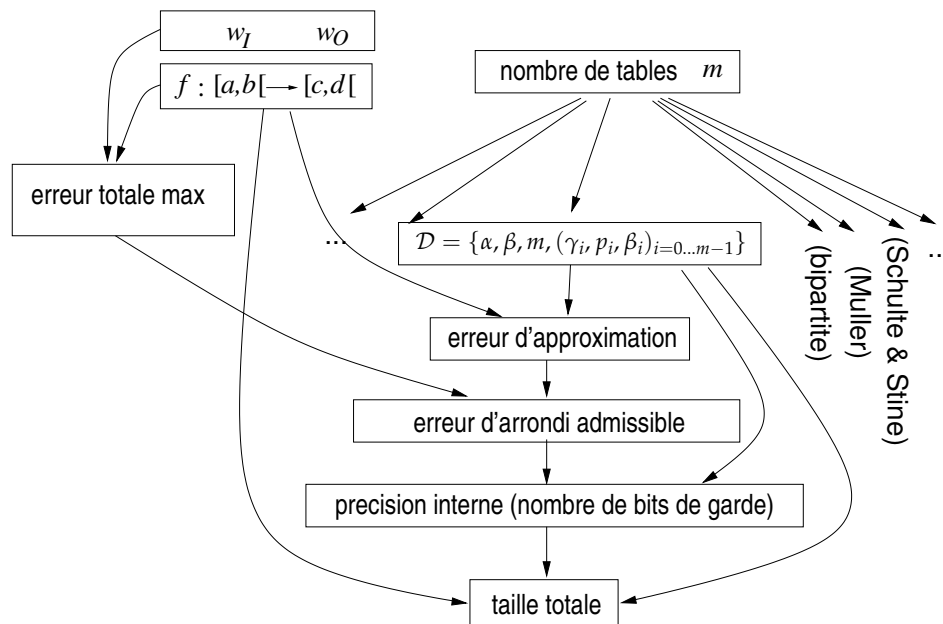 w_I w_O
f : [a,b[ → [c,d[
nombre de tables m
erreur totale max
...
𝒟 = {α, β, m, (γ_i, p_i, β_i)_{i=0...m−1}}
(bipartite)
(Muller)
(Schulte & Stine)
..
erreur d'approximation
erreur d'arrondi admissible
precision interne (nombre de bits de garde)
taille totale